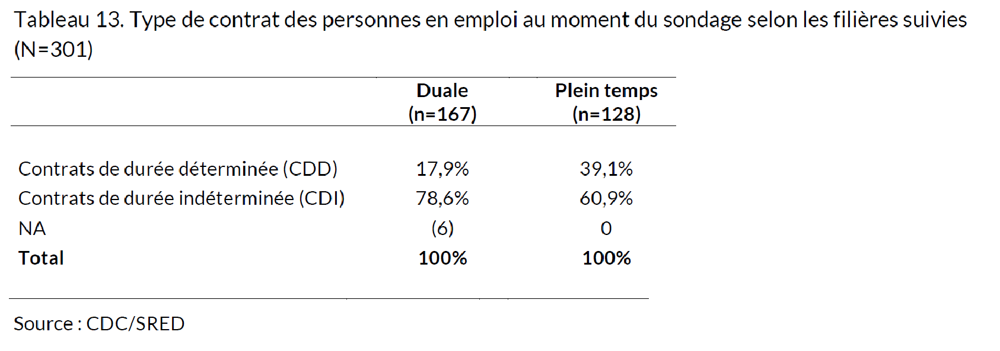 Tableau 13. Type de contrat des personnes en emploi au moment du sondage selon les filières suivies
(N=301)
Duale Plein temps
(n=167) (n=128)
Contrats de durée déterminée (CDD) 17,9% 39,1%
Contrats de durée indéterminée (CDI) 78,6% 60,9%
NA (6) 0
Total 100% 100%
Source : CDC/SRED